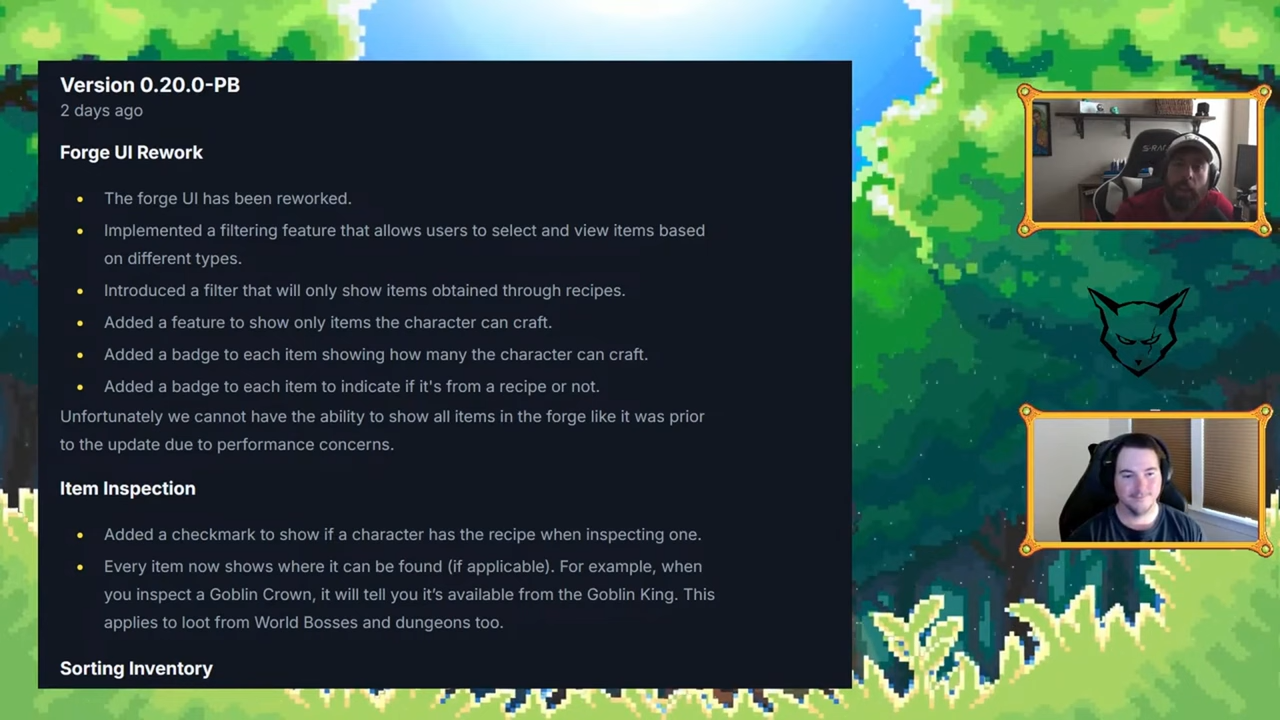 Version 0.20.0-PB
2 days ago
Forge UI Rework
The forge UI has been reworked.
Implemented a filtering feature that allows users to select and view items based
on different types.
Introduced a filter that will only show items obtained through recipes.
Added a feature to show only items the character can craft.
Added a badge to each item showing how many the character can craft.
Added a badge to each item to indicate if it's from a recipe or not.
Unfortunately we cannot have the ability to show all items in the forge like it was prior
to the update due to performance concerns.
Item Inspection
Added a checkmark to show if a character has the recipe when inspecting one.
Every item now shows where it can be found (if applicable). For example, when
you inspect a Goblin Crown, it will tell you it’s available from the Goblin King. This
applies to loot from World Bosses and dungeons too.
Sorting Inventory